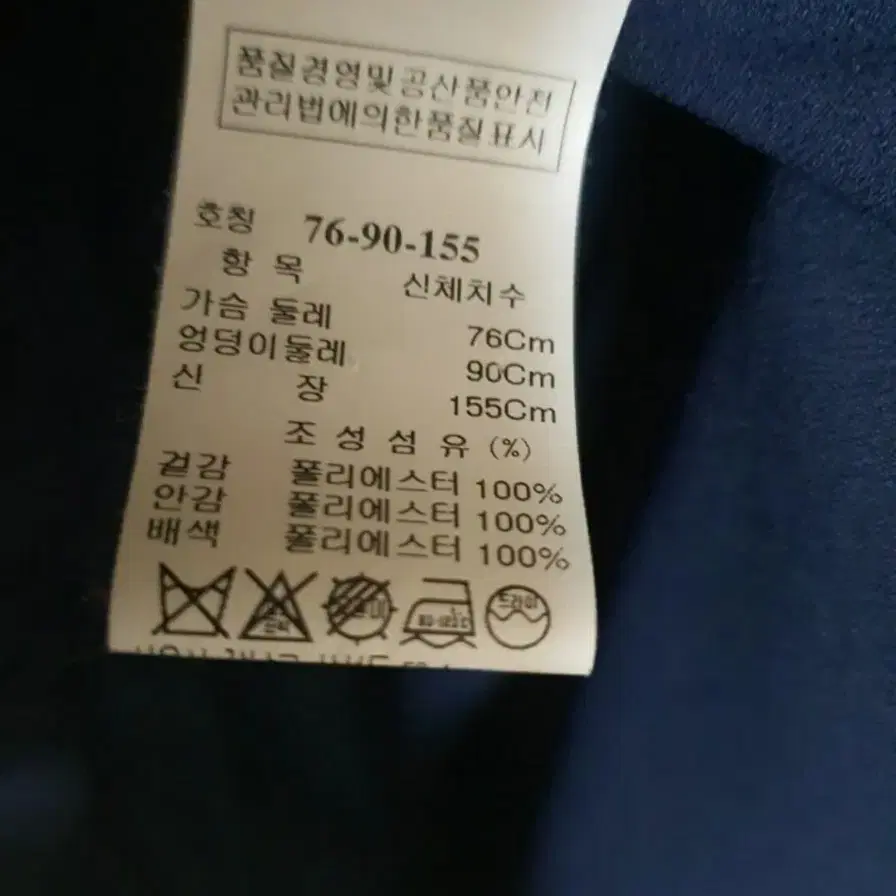 품질경영및공산품안전
관리법에의한품질표시
호칭 76-90-155
항 목 신체치수
가슴 둘레 76Cm
엉덩이둘레 90Cm
신 장 155Cm
조 성 섬 유 (%)
겉감 폴리에스터 100%
안감 폴리에스터 100%
배색 폴리에스터 100%
드라이